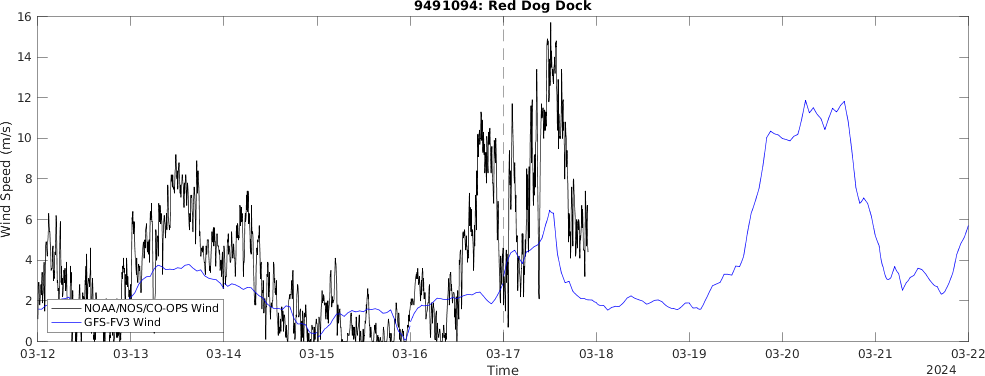 9491094: Red Dog Dock
16
14
12
10
8
6
4
2
0
Wind Speed (m/s)
NOAA/NOS/CO-OPS Wind
GFS-FV3 Wind
03-12 03-13 03-14 03-15 03-16 03-17 03-18 03-19 03-20 03-21 03-22
Time
2024